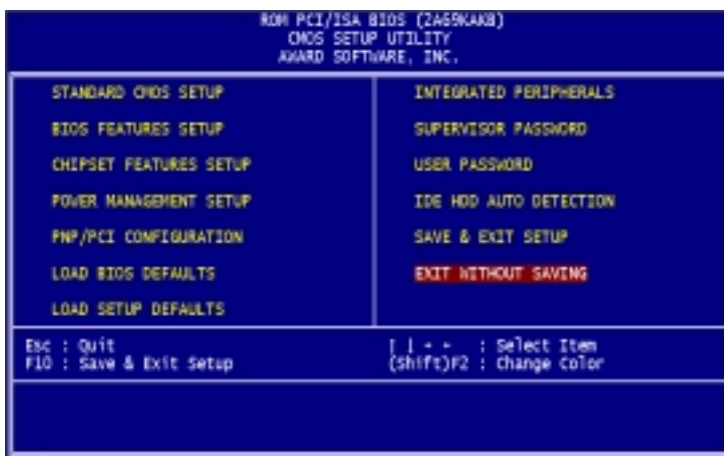 ROM PCI/ISA BIOS (2A69KAKB)
CMOS SETUP UTILITY
AWARD SOFTWARE, INC.
STANDARD CMOS SETUP
BIOS FEATURES SETUP
CHIPSET FEATURES SETUP
POWER MANAGEMENT SETUP
PNP/PCI CONFIGURATION
LOAD BIOS DEFAULTS
LOAD SETUP DEFAULTS
INTEGRATED PERIPHERALS
SUPERVISOR PASSWORD
USER PASSWORD
IDE HDD AUTO DETECTION
SAVE & EXIT SETUP
EXIT WITHOUT SAVING
Esc : Quit
F10 : Save & Exit Setup
: Select Item
(Shift)F2 : Change Color